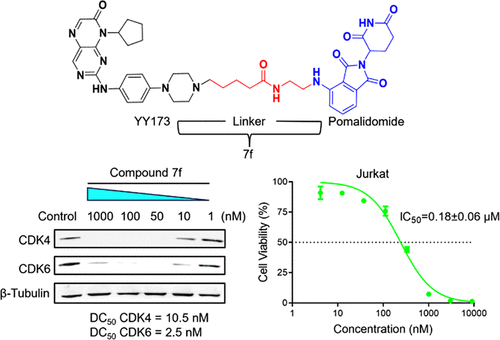 O
N
N
N
N
HN
N
N
O
N
H
H
N
O
N
O
O
HN
O
YY173
Linker
Pomalidomide
7f
Compound 7f
Control 1000 100 50 10 1 (nM)
CDK4
CDK6
β-Tubulin
DC50 CDK4 = 10.5 nM
DC50 CDK6 = 2.5 nM
Jurkat
IC50=0.18±0.06 μM
Cell Viability (%)
100
50
0
1 10 100 1000 10000
Concentration (nM)